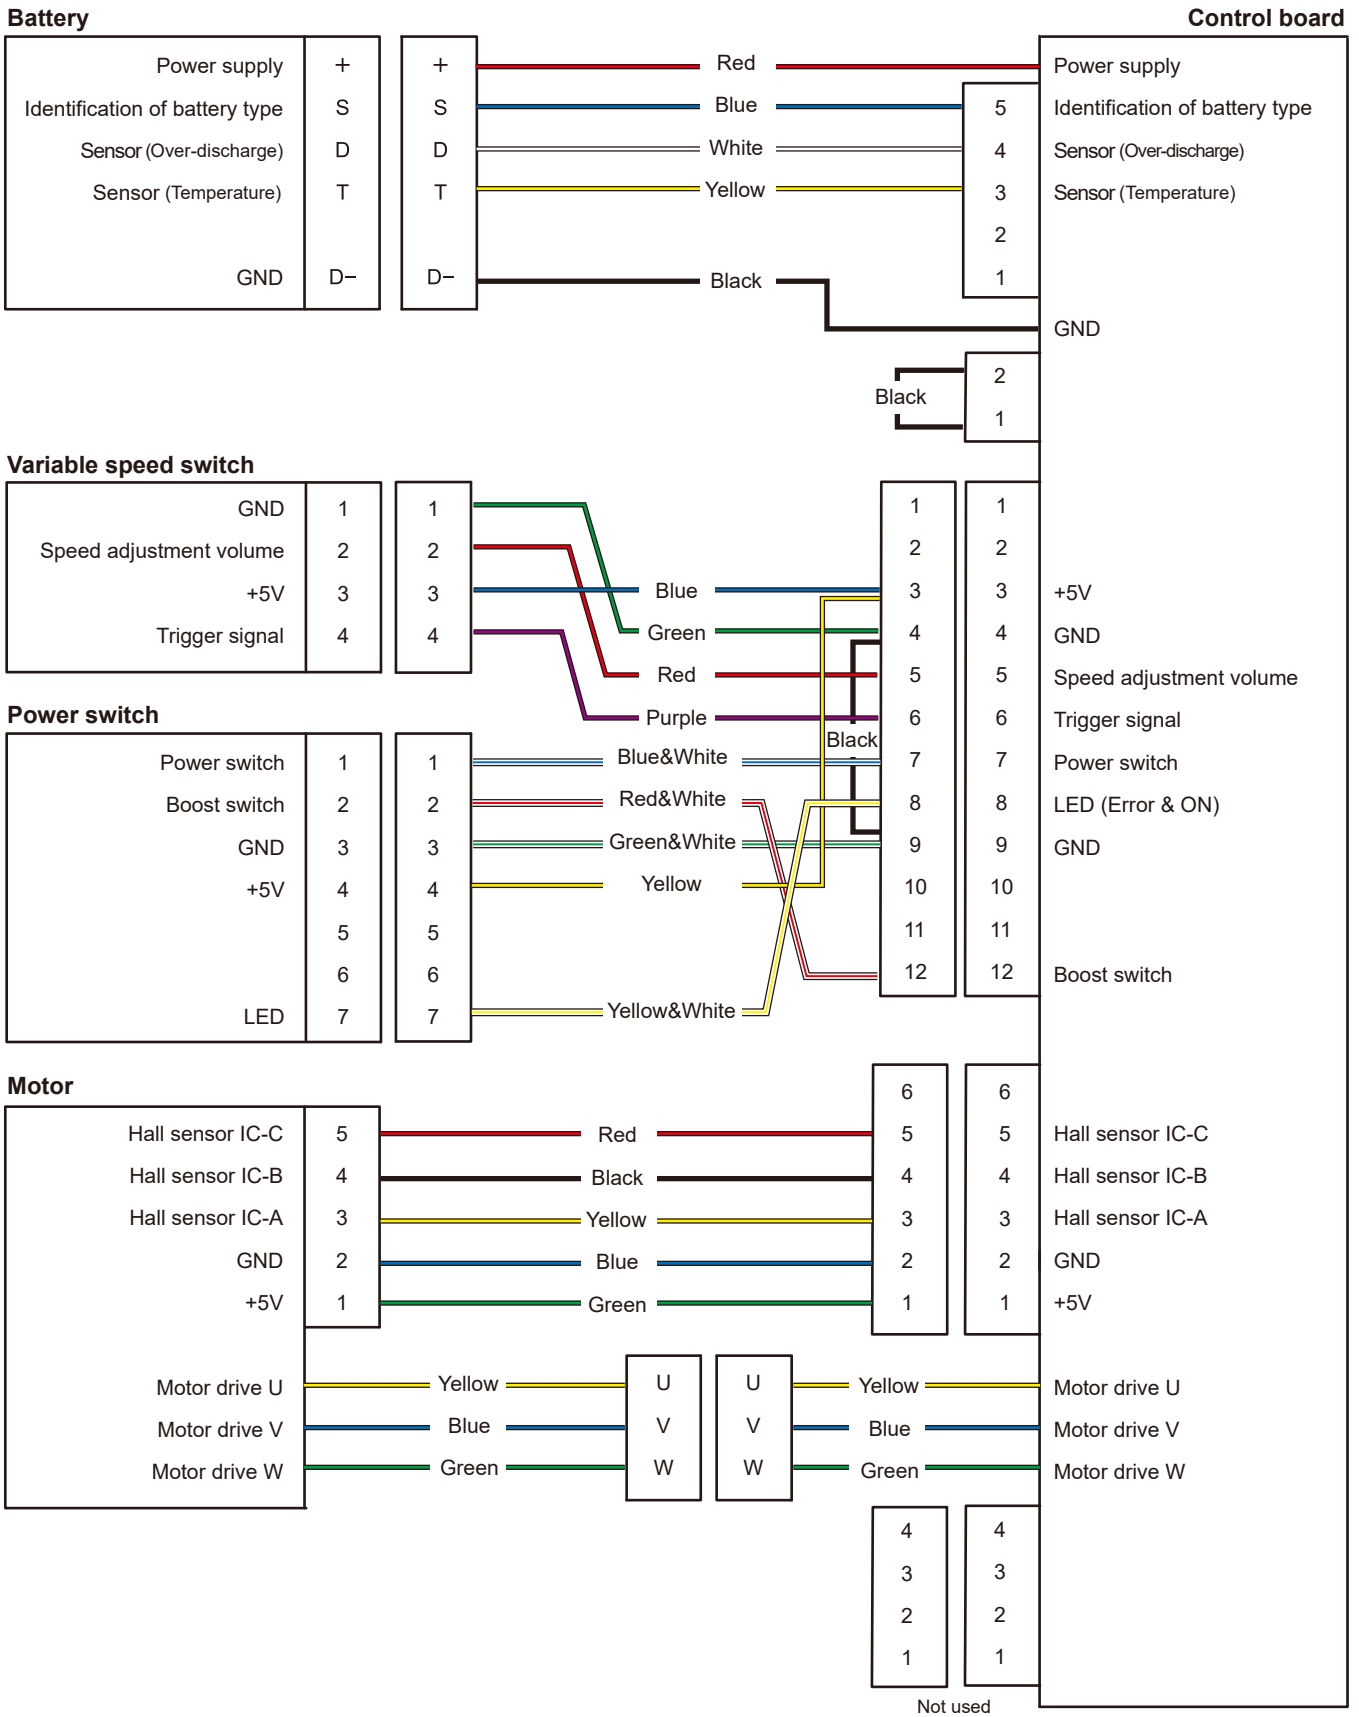 Battery Control board
Power supply + + Red Power supply
Identification of battery type S S Blue 5 Identification of battery type
Sensor (Over-discharge) D D White 4 Sensor (Over-discharge)
Sensor (Temperature) T T Yellow 3 Sensor (Temperature)
2
GND D− D− Black 1
GND
2
Black
1
Variable speed switch
GND 1 1 1 1
Speed adjustment volume 2 2 2 2
+5V 3 3 Blue 3 3 +5V
Trigger signal 4 4 Green 4 4 GND
Red 5 5 Speed adjustment volume
Power switch Purple 6 6 Trigger signal
Black
Power switch 1 1 Blue&White 7 7 Power switch
Boost switch 2 2 Red&White 8 8 LED (Error & ON)
GND 3 3 Green&White 9 9 GND
+5V 4 4 Yellow 10 10
5 5 11 11
6 6 12 12 Boost switch
LED 7 7 Yellow&White
Motor 6 6
Hall sensor IC-C 5 Red 5 5 Hall sensor IC-C
Hall sensor IC-B 4 Black 4 4 Hall sensor IC-B
Hall sensor IC-A 3 Yellow 3 3 Hall sensor IC-A
GND 2 Blue 2 2 GND
+5V 1 Green 1 1 +5V
Motor drive U Yellow U U Yellow Motor drive U
Motor drive V Blue V V Blue Motor drive V
Motor drive W Green W W Green Motor drive W
4 4
3 3
2 2
1 1
Not used